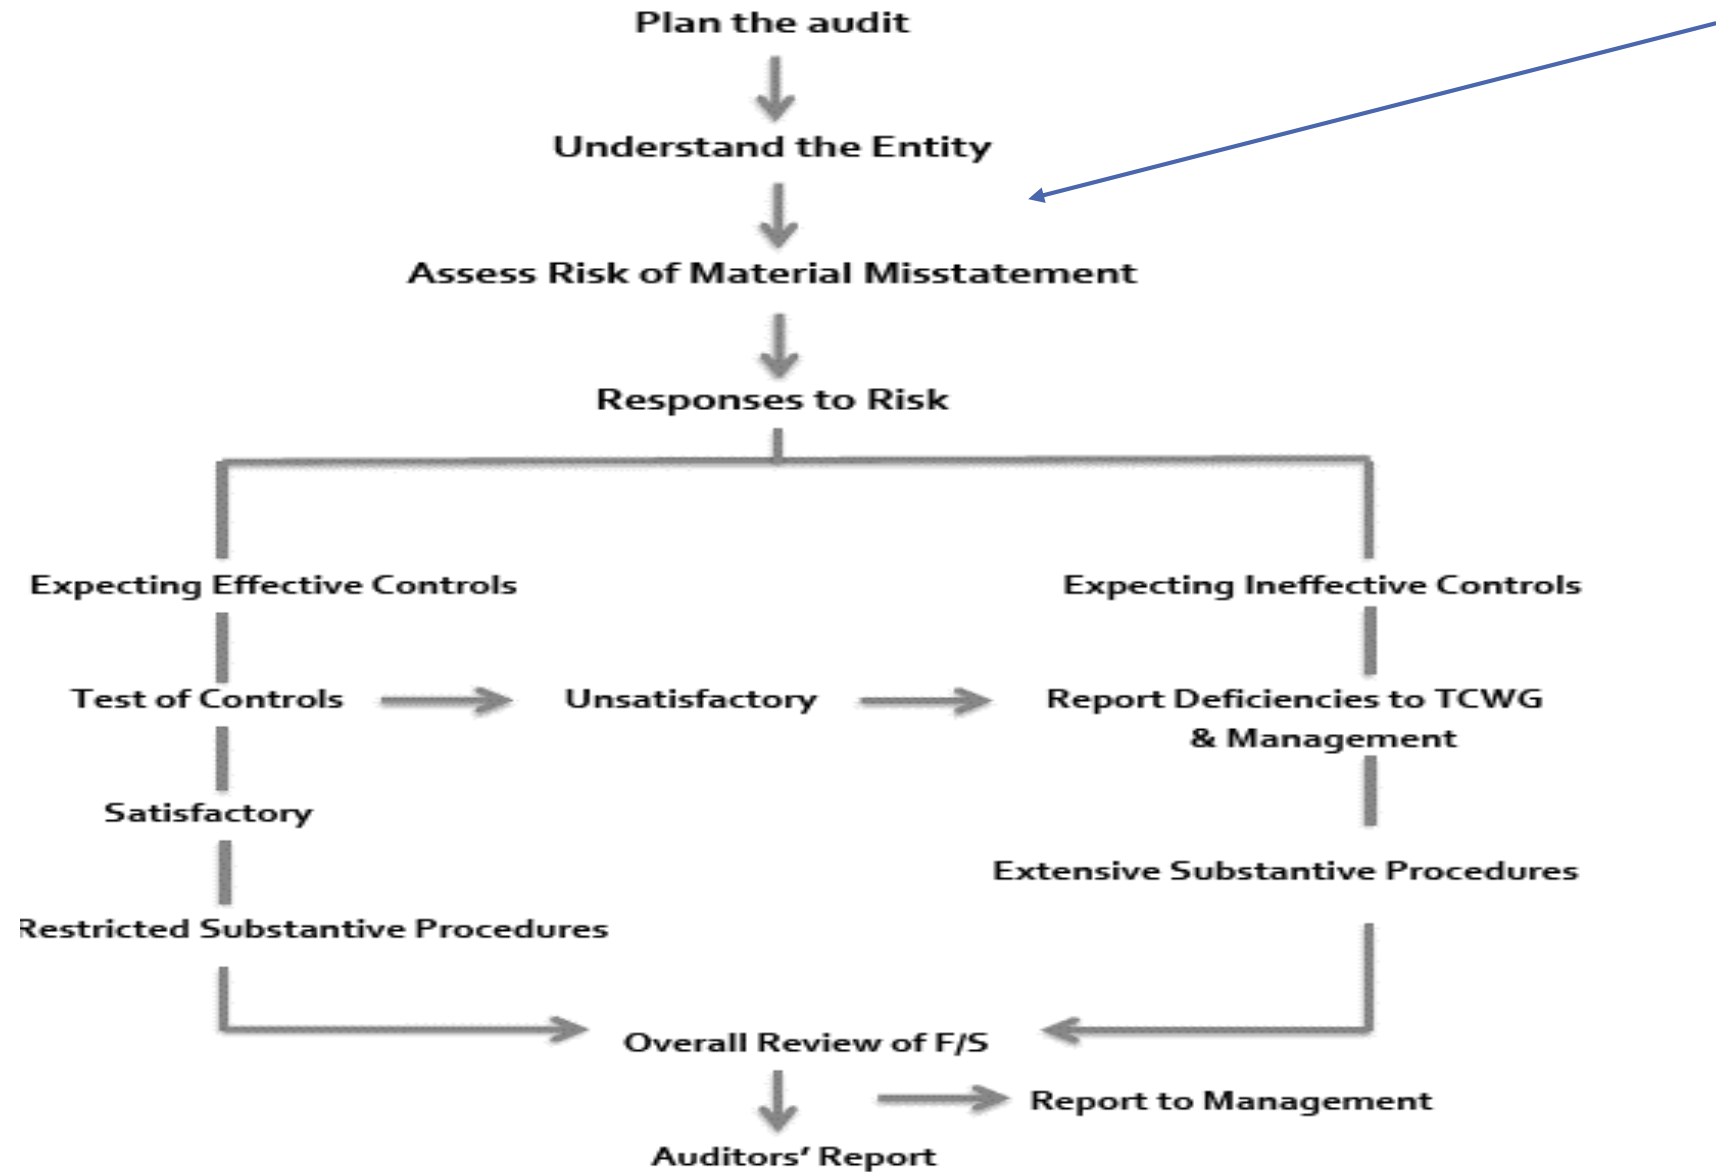 Plan the audit
Understand the Entity
Assess Risk of Material Misstatement
Responses to Risk
Expecting Effective Controls
Expecting Ineffective Controls
Test of Controls
Unsatisfactory
Report Deficiencies to TCWG
& Management
Satisfactory
Extensive Substantive Procedures
Restricted Substantive Procedures
Overall Review of F/S
Report to Management
Auditors’ Report